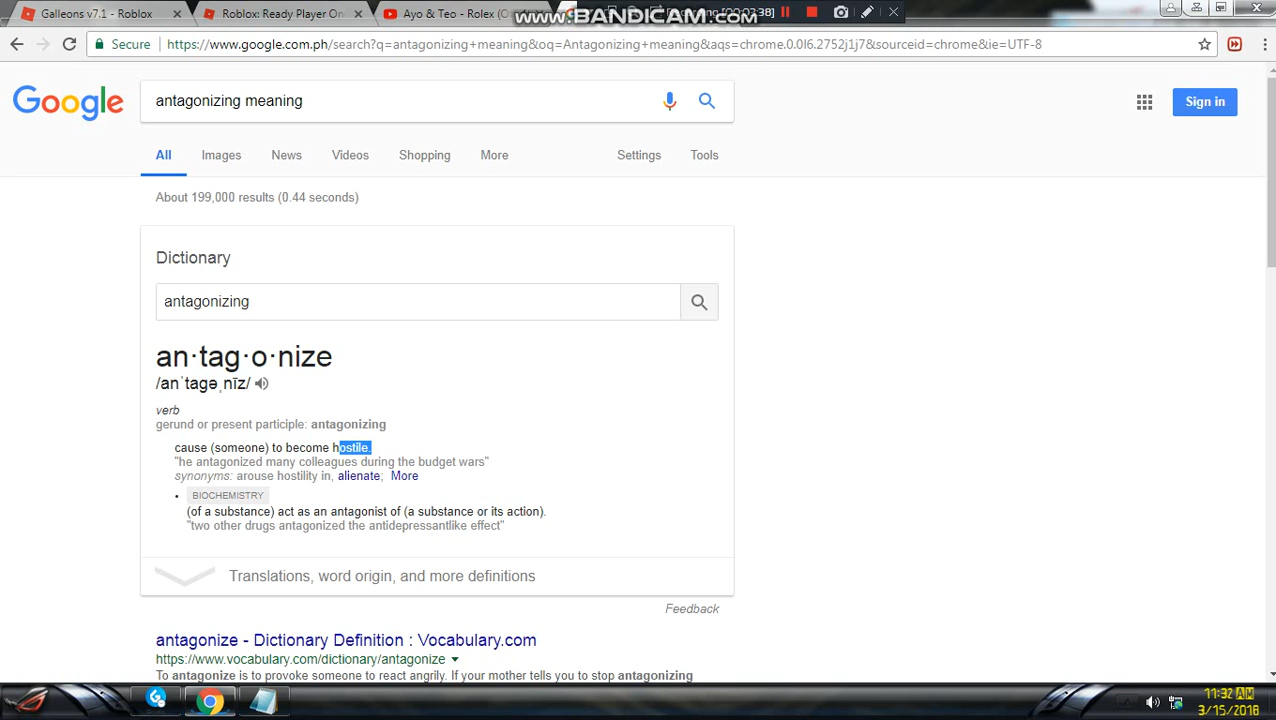 Gallons v7.1 - Roblox
Roblox: Ready Player On
Ayo & Teo - Rolex (C
www.BANDICAM.com
Secure
https://www.google.com.ph/search?q=antagonizing+meaning&oq=Antagonizing+meaning&aqs=chrome.0.0l6.2752j1j7&sourceid=chrome&ie=UTF-8
Google
antagonizing meaning
Sign in
All
Images
News
Videos
Shopping
More
Settings
Tools
About 199,000 results (0.44 seconds)
Dictionary
antagonizing
an·tag·o·nize
/anˈtaɡəˌnīz/
verb
gerund or present participle: antagonizing
cause (someone) to become hostile.
"he antagonized many colleagues during the budget wars"
synonyms: arouse hostility in, alienate; More
• BIOCHEMISTRY
(of a substance) act as an antagonist of (a substance or its action).
"two other drugs antagonized the antidepressantlike effect"
Translations, word origin, and more definitions
Feedback
antagonize - Dictionary Definition : Vocabulary.com
https://www.vocabulary.com/dictionary/antagonize
To antagonize is to provoke someone to react angrily. If your mother tells you to stop antagonizing
11:32 AM
3/15/2018